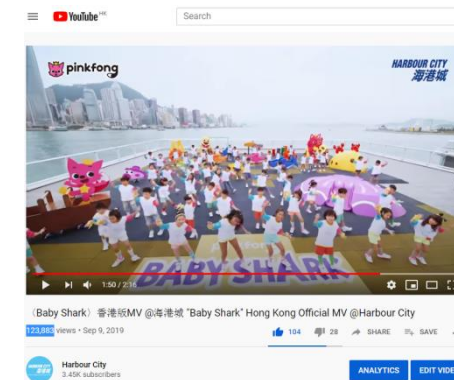 YouTube HK
Search
pinkfong
HARBOUR CITY
海港城
BABY SHARK
1:50 / 2:16
〈Baby Shark〉香港版MV @海港城 "Baby Shark" Hong Kong Official MV @Harbour City
123,883 views • Sep 9, 2019
104
28
SHARE
SAVE
Harbour City
3.45K subscribers
ANALYTICS
EDIT VIDE